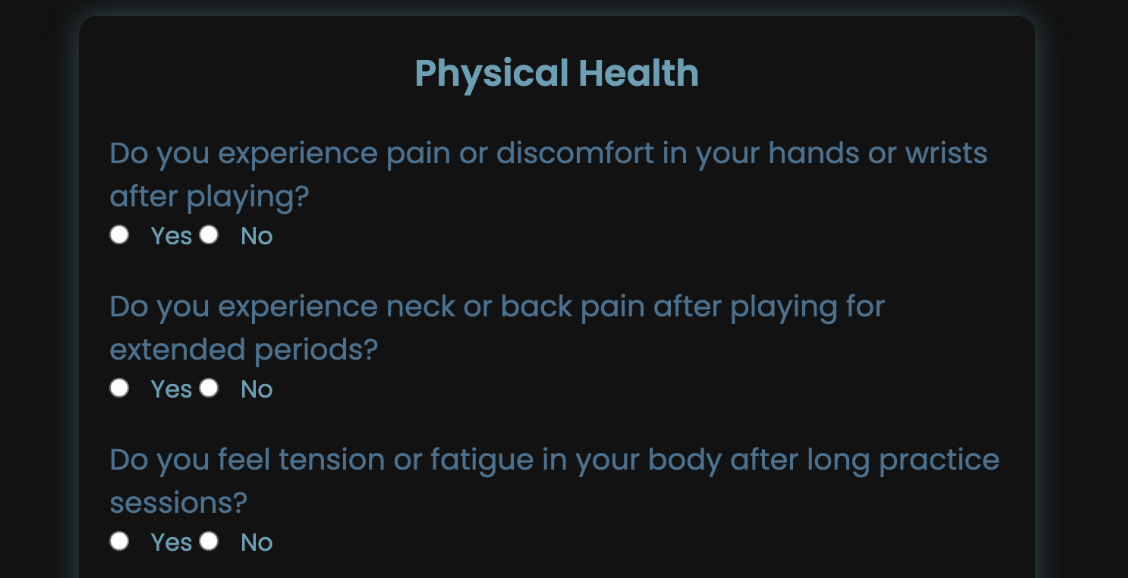 Physical Health
Do you experience pain or discomfort in your hands or wrists
after playing?
Yes No
Do you experience neck or back pain after playing for
extended periods?
Yes No
Do you feel tension or fatigue in your body after long practice
sessions?
Yes No